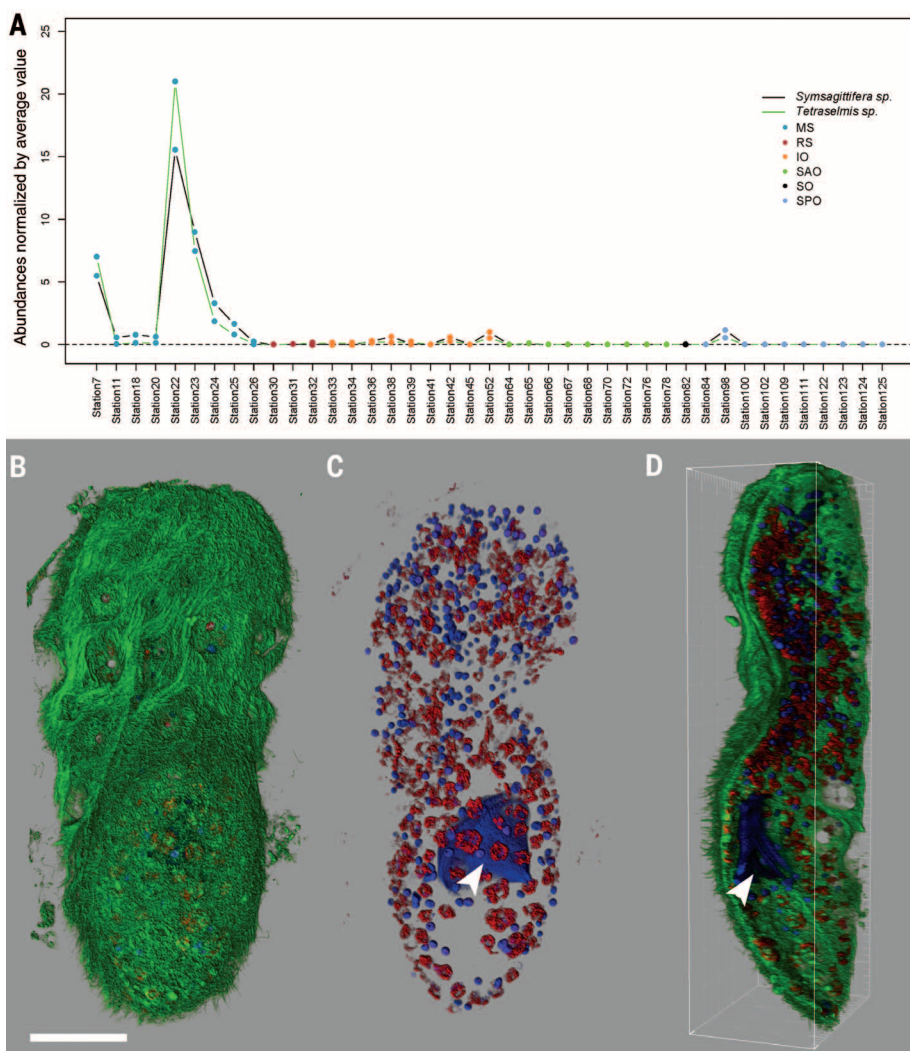 A
Abundances normalized by average value
25
20
15
10
5
0
Symsagittifera sp.
Tetraselmis sp.
MS
RS
IO
SAO
SO
SPO
Station7
Station11
Station18
Station20
Station22
Station23
Station24
Station25
Station26
Station30
Station31
Station32
Station33
Station34
Station36
Station38
Station39
Station41
Station42
Station45
Station52
Station64
Station65
Station66
Station67
Station68
Station70
Station72
Station76
Station78
Station82
Station84
Station98
Station100
Station102
Station109
Station111
Station122
Station123
Station124
Station125
B
C
D